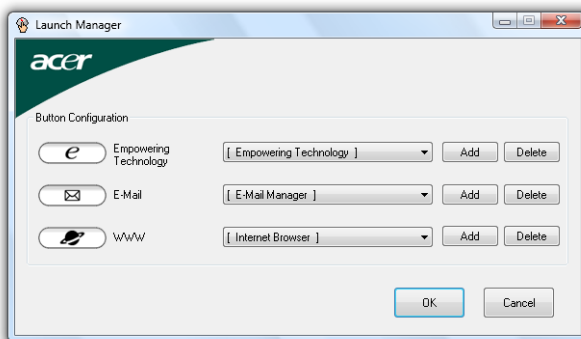 Launch Manager
acer
Button Configuration
e Empowering Technology [ Empowering Technology ] Add Delete
E-Mail [ E-Mail Manager ] Add Delete
WWW [ Internet Browser ] Add Delete
OK Cancel